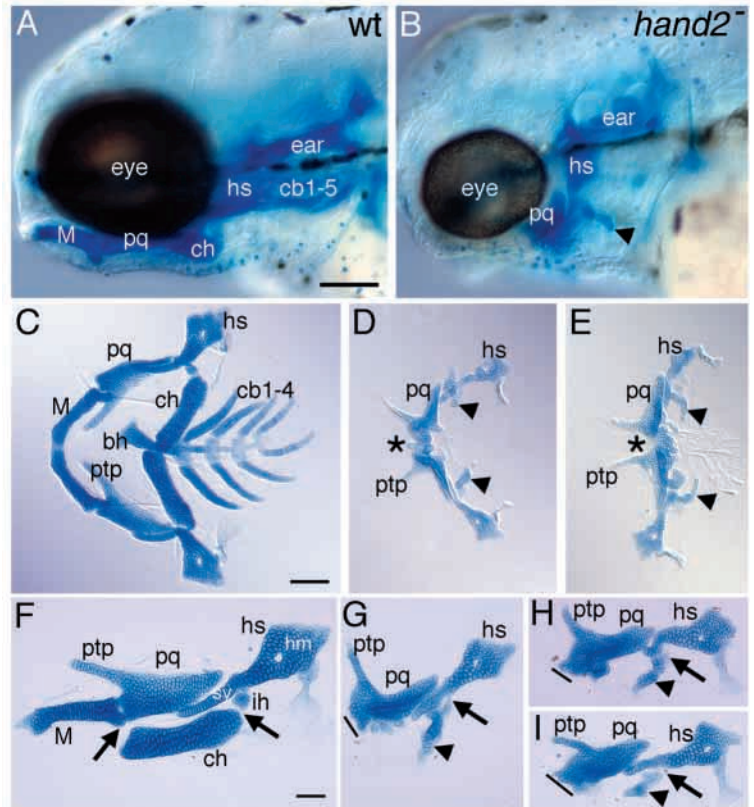 A wt
B hand2-
eye
ear
hs
cb1-5
M
pq
ch
eye
ear
hs
pq
C
hs
pq
M
ch
cb1-4
bh
ptp
D
hs
pq
*
ptp
E
hs
pq
*
ptp
F
ptp
pq
hs
hm
sy
ih
M
ch
G
ptp
pq
hs
H
ptp
pq
hs
I
ptp
pq
hs